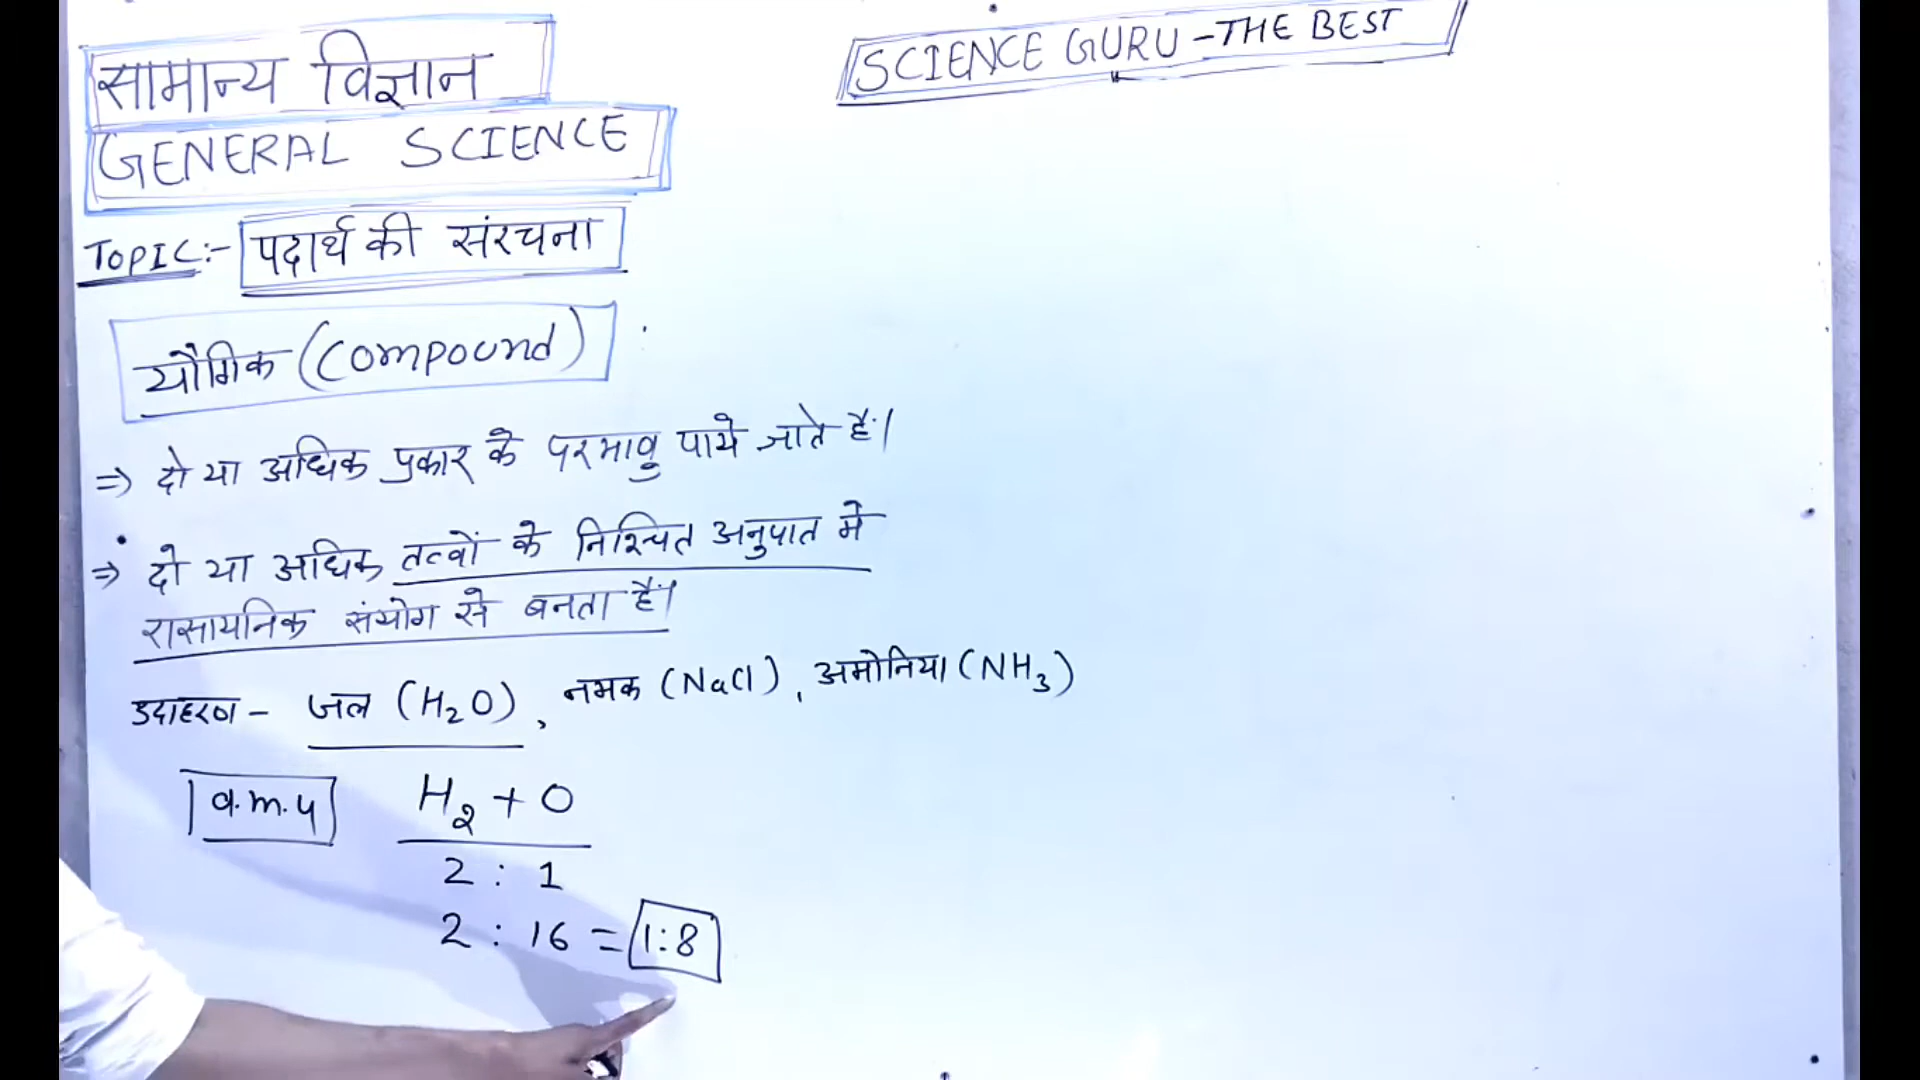 सामान्य विज्ञान
SCIENCE GURU - THE BEST
GENERAL SCIENCE
TOPIC :- पदार्थ की संरचना
यौगिक (Compound)
⇒ दो या अधिक प्रकार के परमाणु पाये जाते हैं।
⇒ दो या अधिक तत्वों के निश्चित अनुपात मे
रासायनिक संयोग से बनता है।
उदाहरण - जल (H₂O), नमक (NaCl), अमोनिया (NH₃)
a.m.u H₂ + O
2 : 1
2 : 16 = 1:8